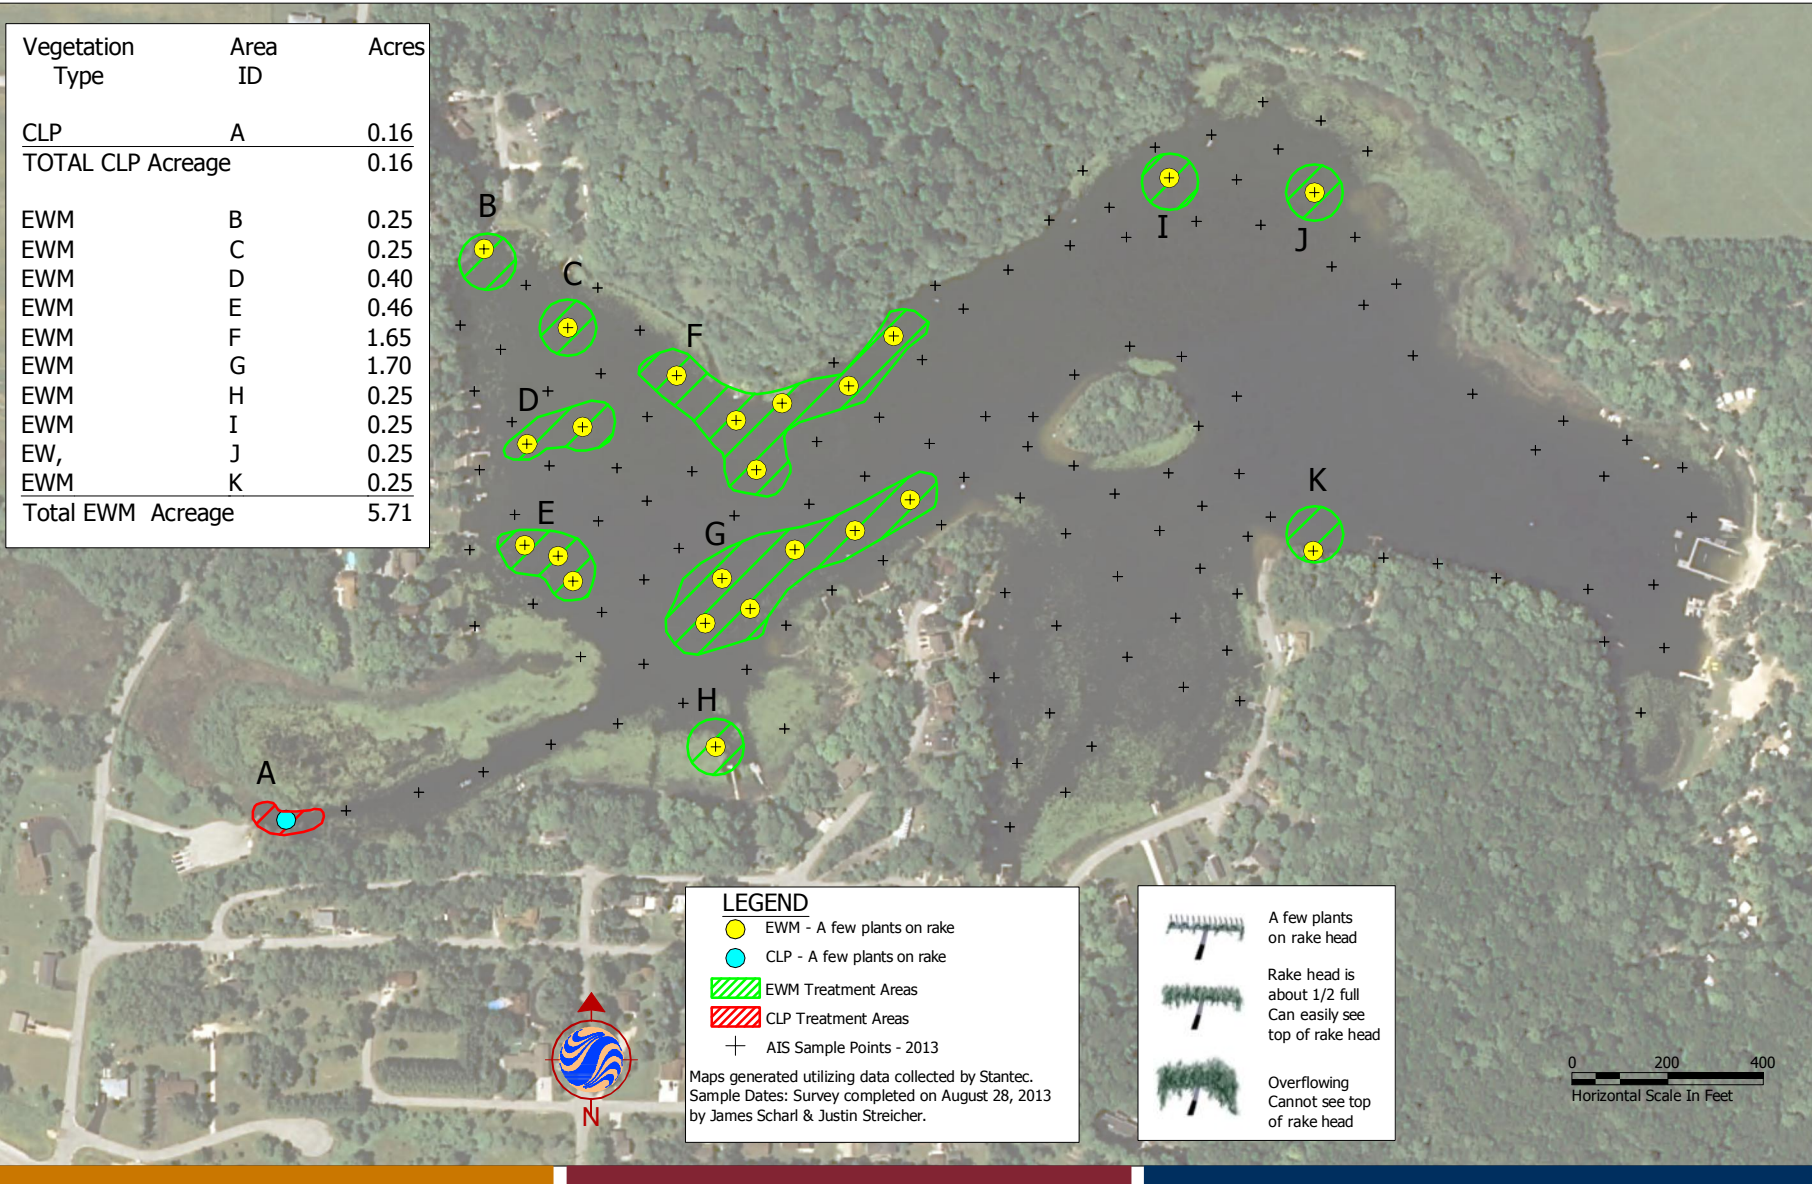 Vegetation Area Acres
Type ID
CLP A 0.16
TOTAL CLP Acreage 0.16
EWM B 0.25
EWM C 0.25
EWM D 0.40
EWM E 0.46
EWM F 1.65
EWM G 1.70
EWM H 0.25
EWM I 0.25
EW, J 0.25
EWM K 0.25
Total EWM Acreage 5.71
B
C
I
J
F
D
K
E
G
H
A
LEGEND
EWM - A few plants on rake
CLP - A few plants on rake
EWM Treatment Areas
CLP Treatment Areas
AIS Sample Points - 2013
Maps generated utilizing data collected by Stantec.
Sample Dates: Survey completed on August 28, 2013
by James Scharl & Justin Streicher.
A few plants
on rake head
Rake head is
about 1/2 full
Can easily see
top of rake head
Overflowing
Cannot see top
of rake head
0 200 400
Horizontal Scale In Feet
N